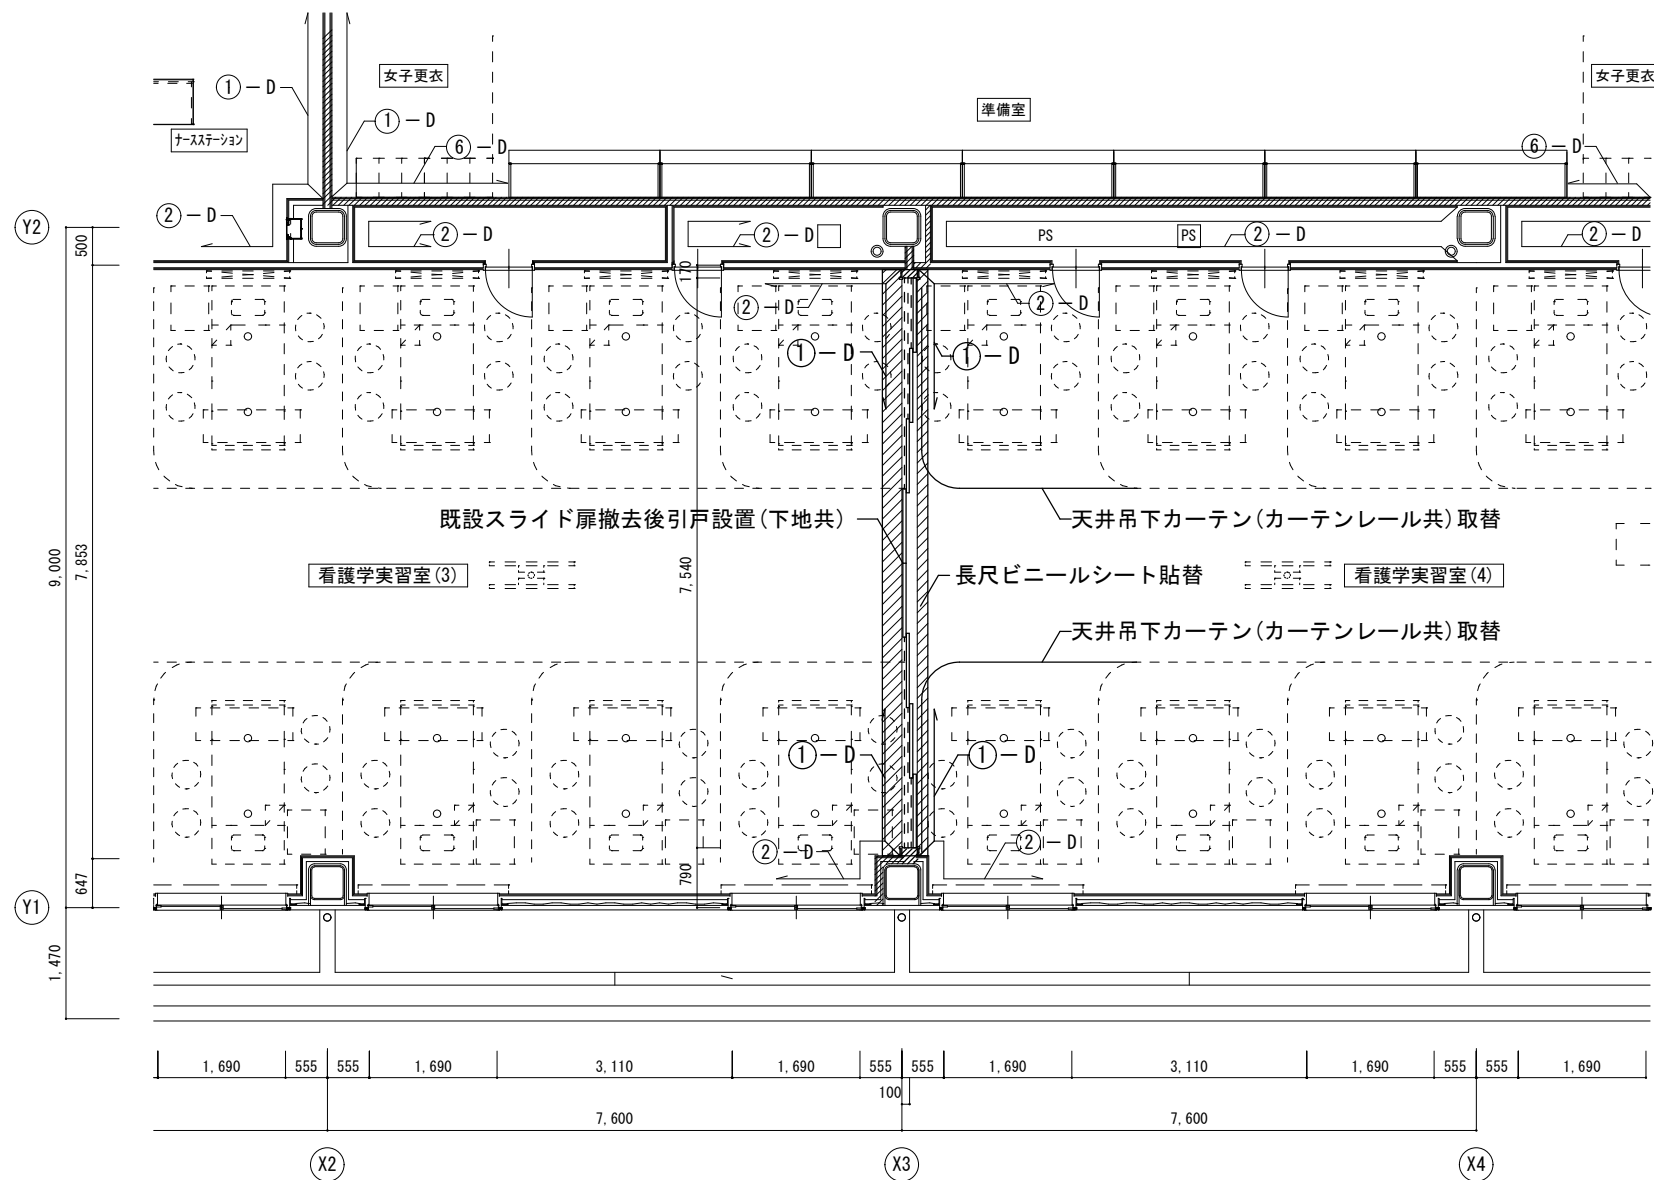 女子更衣
女子更衣
①－D
準備室
ﾅｰｽｽﾃｰｼｮﾝ
①－D
⑥－D
⑥－D
②－D
Y2
500
②－D
②－D
PS
PS
②－D
②－D
170
②－D
②－D
①－D
①－D
既設スライド扉撤去後引戸設置(下地共)
天井吊下カーテン(カーテンレール共)取替
9,000
7,853
7,540
看護学実習室(3)
長尺ビニールシート貼替
看護学実習室(4)
天井吊下カーテン(カーテンレール共)取替
①－D
①－D
②－D
②－D
647
790
Y1
1,470
1,690
555
555
1,690
3,110
1,690
555
555
1,690
3,110
1,690
555
555
1,690
100
7,600
7,600
X2
X3
X4